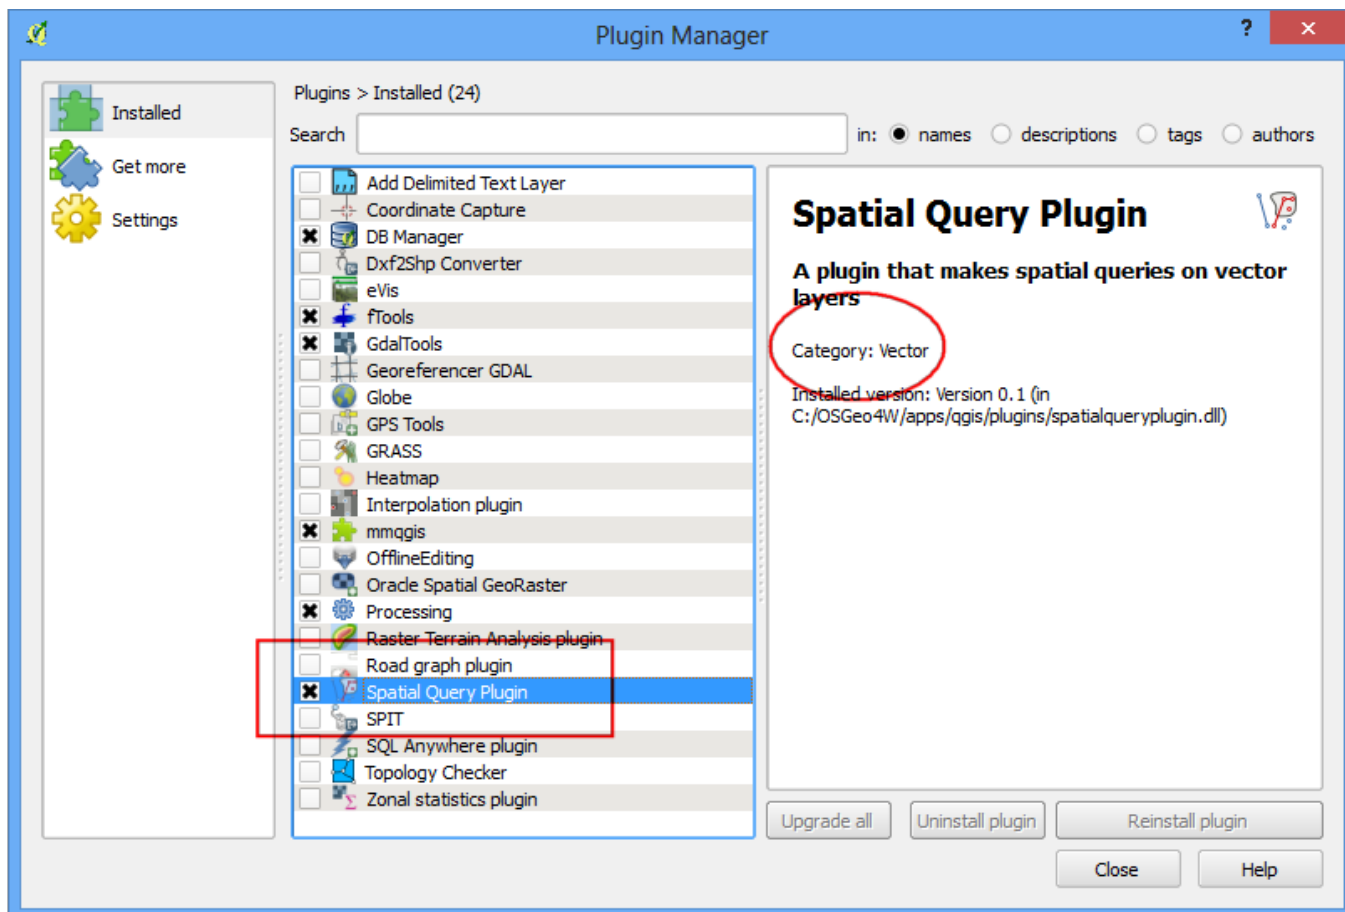 Plugin Manager
?
Installed
Get more
Settings
Plugins > Installed (24)
Search
in: names descriptions tags authors
Add Delimited Text Layer
Coordinate Capture
DB Manager
Dxf2Shp Converter
eVis
fTools
GdalTools
Georeferencer GDAL
Globe
GPS Tools
GRASS
Heatmap
Interpolation plugin
mmqgis
OfflineEditing
Oracle Spatial GeoRaster
Processing
Raster Terrain Analysis plugin
Road graph plugin
Spatial Query Plugin
SPIT
SQL Anywhere plugin
Topology Checker
Zonal statistics plugin
Spatial Query Plugin
A plugin that makes spatial queries on vector
layers
Category: Vector
Installed version: Version 0.1 (in
C:/OSGeo4W/apps/qgis/plugins/spatialqueryplugin.dll)
Upgrade all
Uninstall plugin
Reinstall plugin
Close
Help